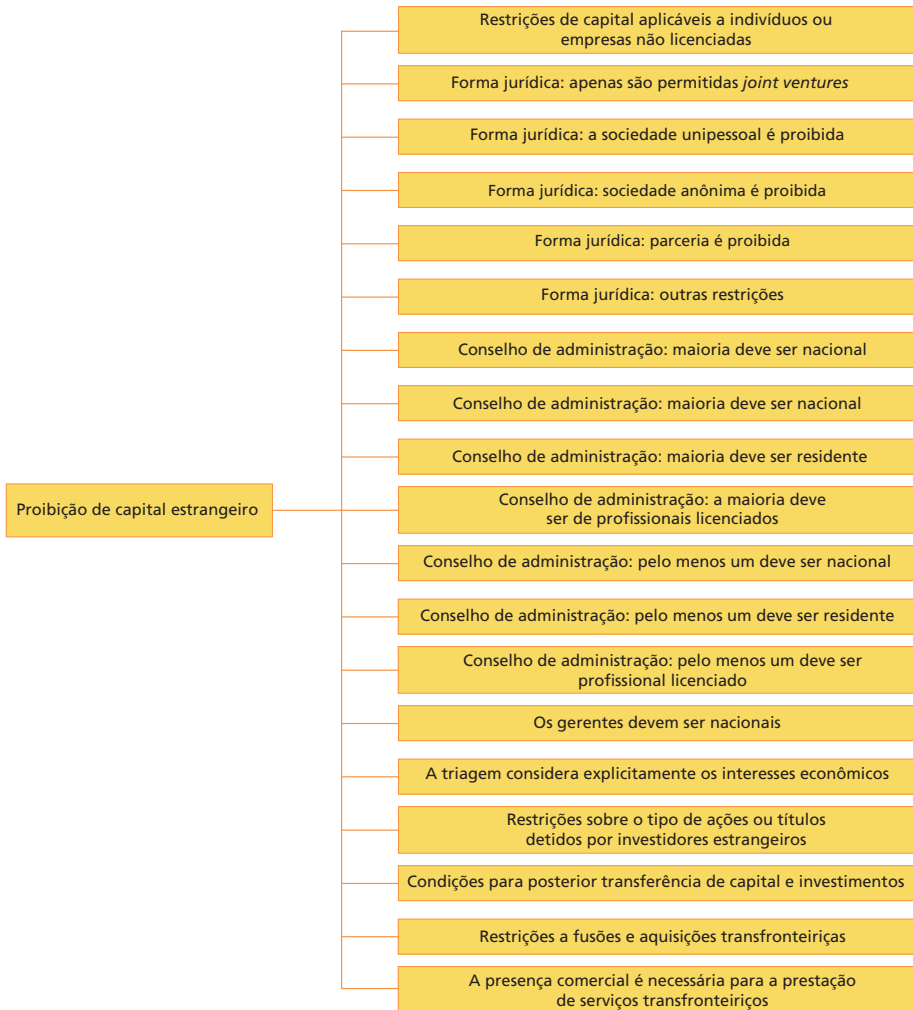 Restrições de capital aplicáveis a indivíduos ou
empresas não licenciadas
Forma jurídica: apenas são permitidas joint ventures
Forma jurídica: a sociedade unipessoal é proibida
Forma jurídica: sociedade anônima é proibida
Forma jurídica: parceria é proibida
Forma jurídica: outras restrições
Conselho de administração: maioria deve ser nacional
Conselho de administração: maioria deve ser nacional
Conselho de administração: maioria deve ser residente
Proibição de capital estrangeiro
Conselho de administração: a maioria deve
ser de profissionais licenciados
Conselho de administração: pelo menos um deve ser nacional
Conselho de administração: pelo menos um deve ser residente
Conselho de administração: pelo menos um deve ser
profissional licenciado
Os gerentes devem ser nacionais
A triagem considera explicitamente os interesses econômicos
Restrições sobre o tipo de ações ou títulos
detidos por investidores estrangeiros
Condições para posterior transferência de capital e investimentos
Restrições a fusões e aquisições transfronteiriças
A presença comercial é necessária para a prestação
de serviços transfronteiriços